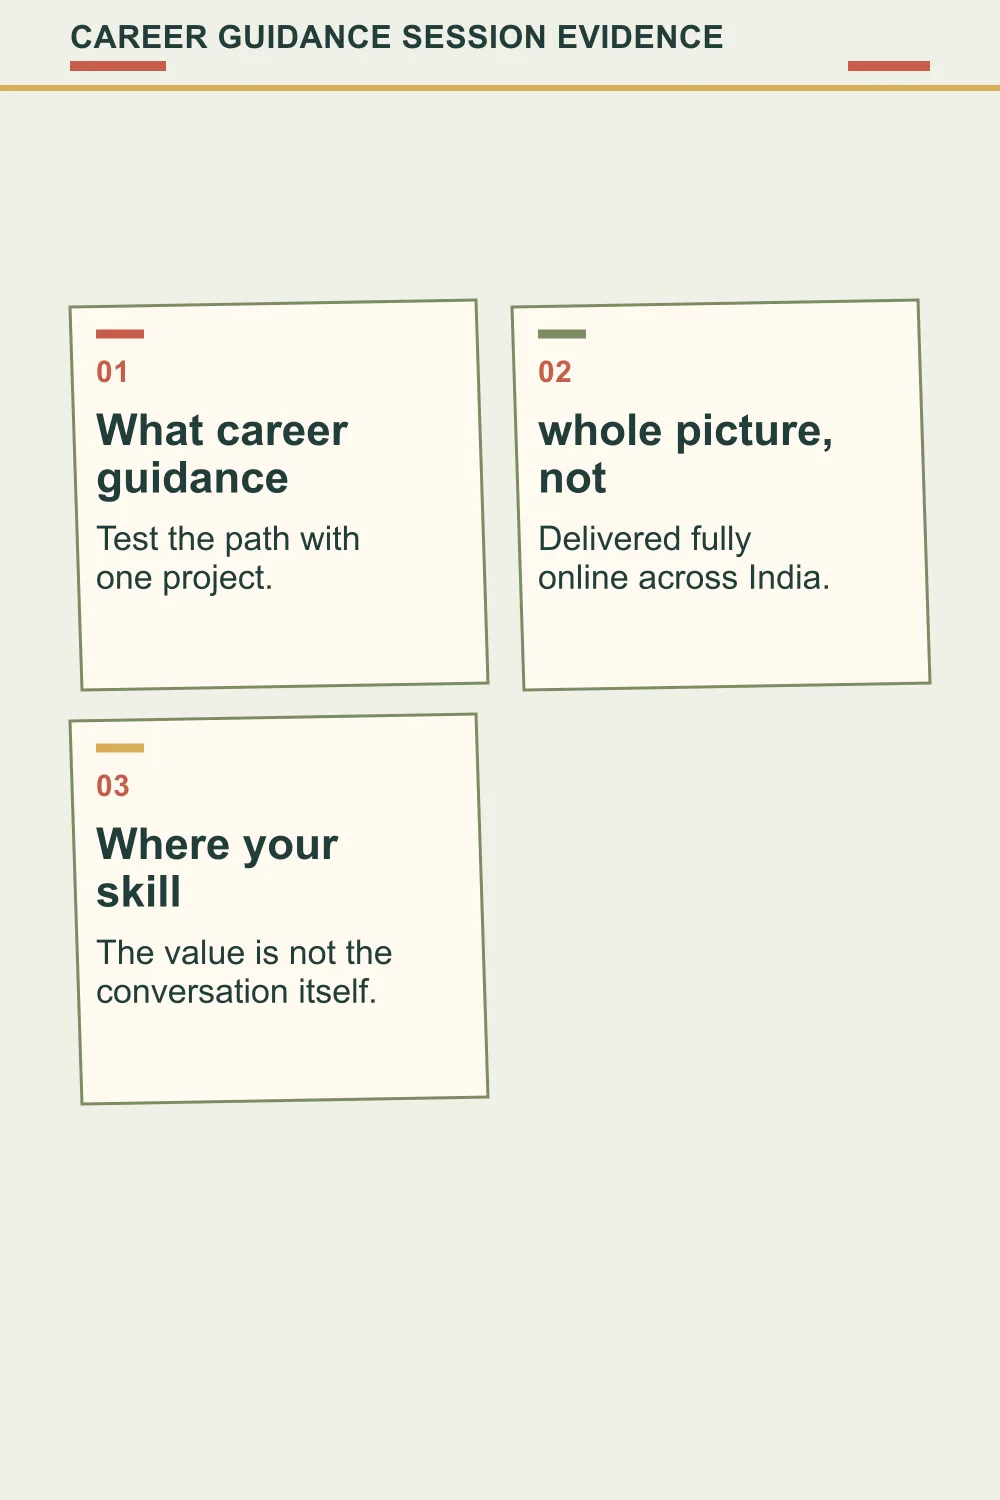 CAREER GUIDANCE SESSION EVIDENCE
01
What career
guidance
Test the path with
one project.
02
whole picture,
not
Delivered fully
online across India.
03
Where your
skill
The value is not the
conversation itself.